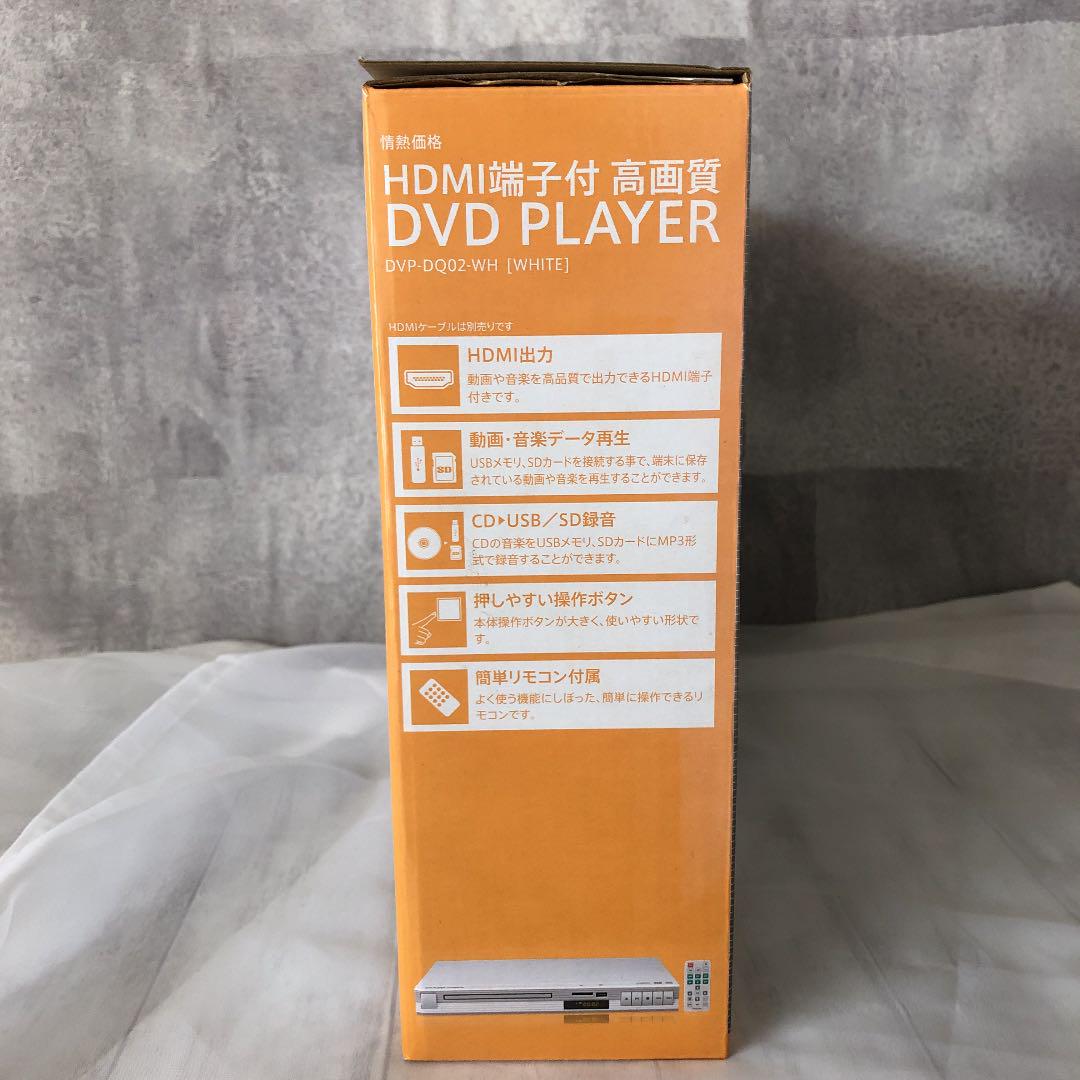 情熱価格
HDMI端子付 高画質
DVD PLAYER
DVP-DQ02-WH [WHITE]
HDMIケーブルは別売りです
HDMI出力
動画や音楽を高品質で出力できるHDMI端子
付きです。
動画・音楽データ再生
USBメモリ、SDカードを接続する事で、端末に保存
されている動画や音楽を再生することができます。
SD
CD▶USB／SD録音
CDの音楽をUSBメモリ、SDカードにMP3形
式で録音することができます。
押しやすい操作ボタン
本体操作ボタンが大きく、使いやすい形状で
す。
簡単リモコン付属
よく使う機能にしぼった、簡単に操作できるリ
モコンです。